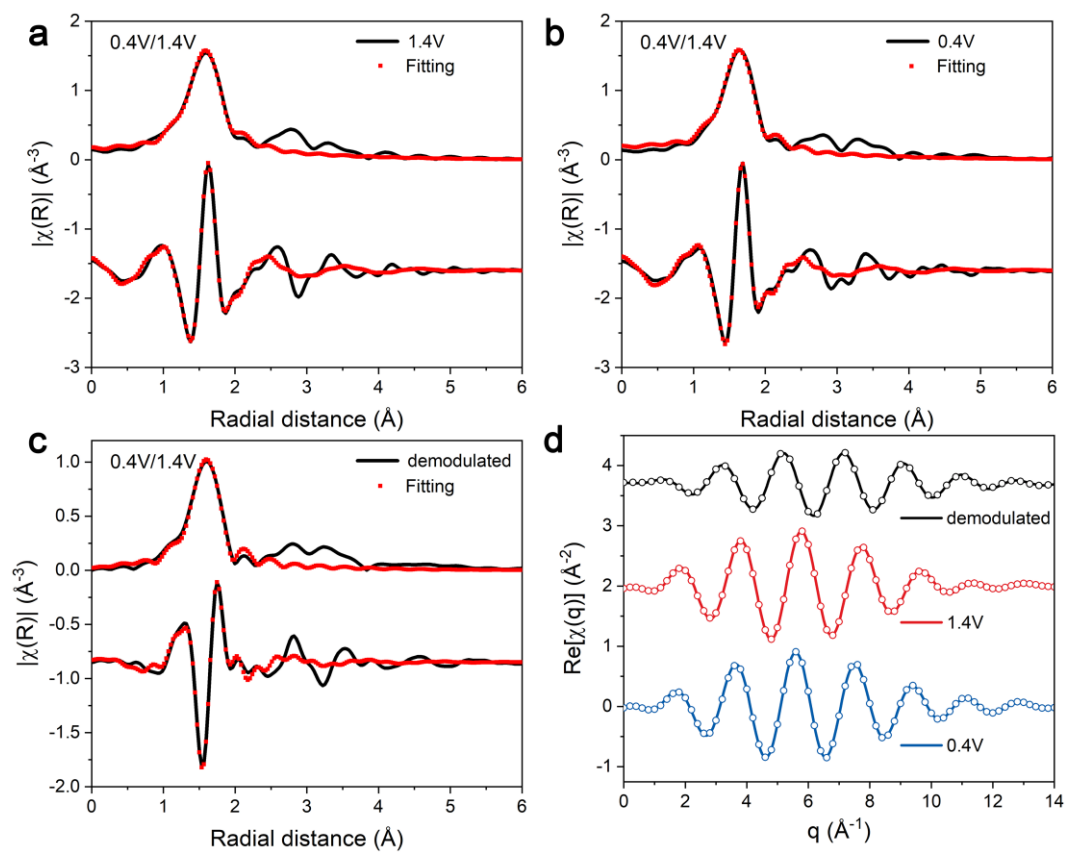 a
0.4V/1.4V
1.4V
Fitting
2
1
0
-1
-2
-3
|χ(R)| (Å⁻³)
0 1 2 3 4 5 6
Radial distance (Å)
b
0.4V/1.4V
0.4V
Fitting
2
1
0
-1
-2
-3
|χ(R)| (Å⁻³)
0 1 2 3 4 5 6
Radial distance (Å)
c
0.4V/1.4V
demodulated
Fitting
1.0
0.5
0.0
-0.5
-1.0
-1.5
-2.0
|χ(R)| (Å⁻³)
0 1 2 3 4 5 6
Radial distance (Å)
d
4
3
2
1
0
-1
Re[χ(q)] (Å⁻²)
demodulated
1.4V
0.4V
0 2 4 6 8 10 12 14
q (Å⁻¹)